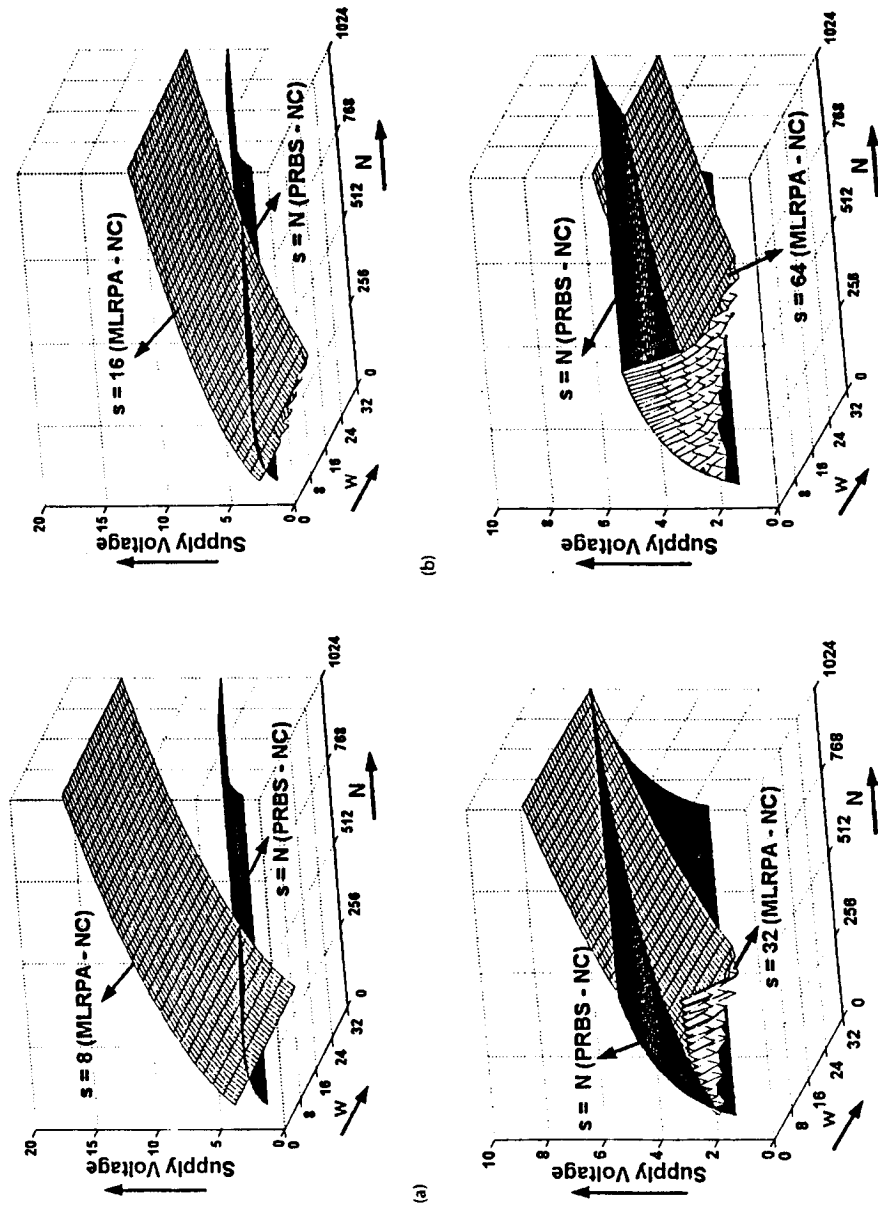 20
15
10
5
0
Supply Voltage
s = 8 (MLRPA - NC)
s = N (PRBS - NC)
8
16
24
32
W
0
256
512
768
1024
N
(a)
20
15
10
5
0
Supply Voltage
s = 16 (MLRPA - NC)
s = N (PRBS - NC)
0
8
16
24
32
W
0
256
512
768
1024
N
(b)
10
8
6
4
2
0
Supply Voltage
s = N (PRBS - NC)
s = 32 (MLRPA - NC)
0
8
16
24
32
W
0
256
512
768
1024
N
10
8
6
4
2
0
Supply Voltage
s = N (PRBS - NC)
s = 64 (MLRPA - NC)
0
8
16
24
32
W
0
256
512
768
1024
N